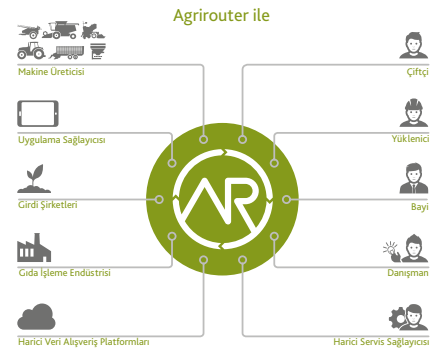 Agrirouter ile
Makine Üreticisi
Çiftçi
Uygulama Sağlayıcısı
Yüklenici
AR
Girdi Şirketleri
Bayi
Gıda İşleme Endüstrisi
Danışman
Harici Veri Alışveriş Platformları
Harici Servis Sağlayıcısı